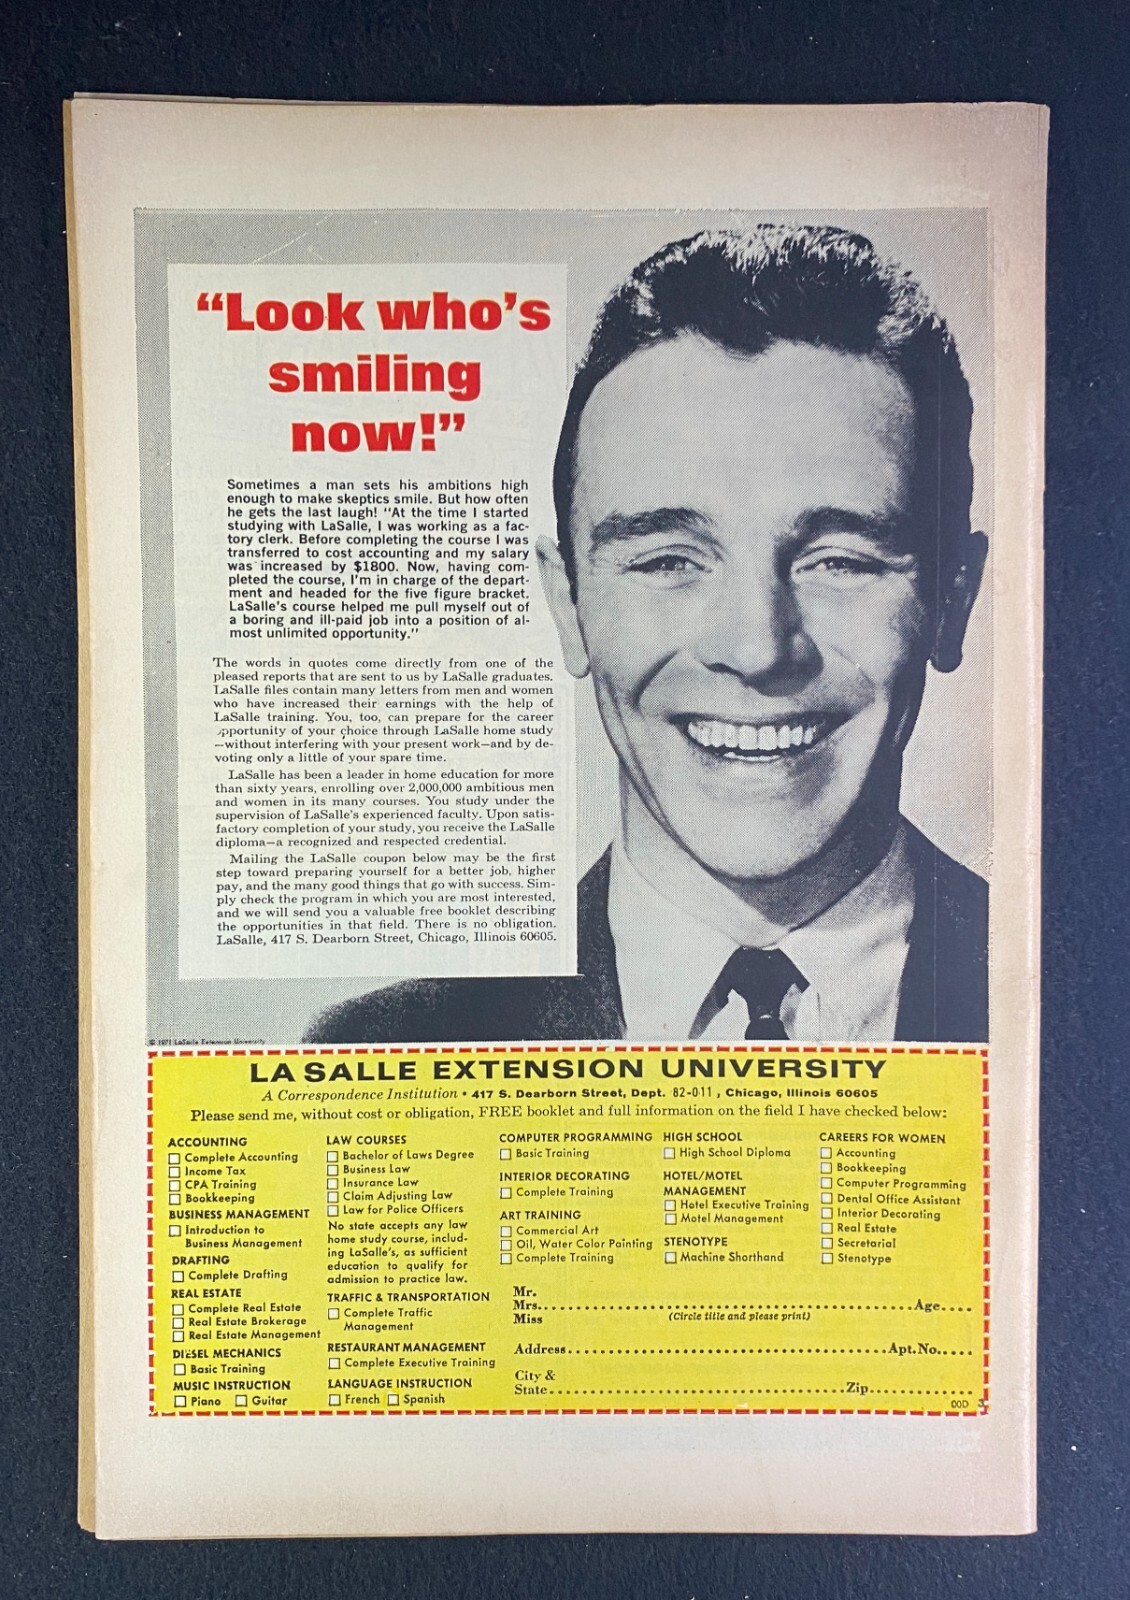 “Look who’s
smiling
now!”
Sometimes a man sets his ambitions high
enough to make skeptics smile. But how often
he gets the last laugh! “At the time I started
studying with LaSalle, I was working as a fac-
tory clerk. Before completing the course I was
transferred to cost accounting and my salary
was increased by $1800. Now, having com-
pleted the course, I’m in charge of the depart-
ment and headed for the five figure bracket.
LaSalle’s course helped me pull myself out of
a boring and ill-paid job into a position of al-
most unlimited opportunity.”
The words in quotes come directly from one of the
pleased reports that are sent to us by LaSalle graduates.
LaSalle files contain many letters from men and women
who have increased their earnings with the help of
LaSalle training. You, too, can prepare for the career
opportunity of your choice through LaSalle home study
—without interfering with your present work—and by de-
voting only a little of your spare time.
LaSalle has been a leader in home education for more
than sixty years, enrolling over 2,000,000 ambitious men
and women in its many courses. You study under the
supervision of LaSalle’s experienced faculty. Upon satis-
factory completion of your study, you receive the LaSalle
diploma—a recognized and respected credential.
Mailing the LaSalle coupon below may be the first
step toward preparing yourself for a better job, higher
pay, and the many good things that go with success. Sim-
ply check the program in which you are most interested,
and we will send you a valuable free booklet describing
the opportunities in that field. There is no obligation.
LaSalle, 417 S. Dearborn Street, Chicago, Illinois 60605.
© 1971 LaSalle Extension University
LA SALLE EXTENSION UNIVERSITY
A Correspondence Institution • 417 S. Dearborn Street, Dept. 82-011, Chicago, Illinois 60605
Please send me, without cost or obligation, FREE booklet and full information on the field I have checked below:
ACCOUNTING
Complete Accounting
Income Tax
CPA Training
Bookkeeping
BUSINESS MANAGEMENT
Introduction to
Business Management
DRAFTING
Complete Drafting
REAL ESTATE
Complete Real Estate
Real Estate Brokerage
Real Estate Management
DIESEL MECHANICS
Basic Training
MUSIC INSTRUCTION
Piano Guitar
LAW COURSES
Bachelor of Laws Degree
Business Law
Insurance Law
Claim Adjusting Law
Law for Police Officers
No state accepts any law
home study course, includ-
ing LaSalle’s, as sufficient
education to qualify for
admission to practice law.
TRAFFIC & TRANSPORTATION
Complete Traffic
Management
RESTAURANT MANAGEMENT
Complete Executive Training
LANGUAGE INSTRUCTION
French Spanish
COMPUTER PROGRAMMING
Basic Training
INTERIOR DECORATING
Complete Training
ART TRAINING
Commercial Art
Oil, Water Color Painting
Complete Training
HIGH SCHOOL
High School Diploma
HOTEL/MOTEL
MANAGEMENT
Hotel Executive Training
Motel Management
STENOTYPE
Machine Shorthand
CAREERS FOR WOMEN
Accounting
Bookkeeping
Computer Programming
Dental Office Assistant
Interior Decorating
Real Estate
Secretarial
Stenotype
Mr.
Mrs. Age
Miss (Circle title and please print)
Address Apt. No.
City &
State Zip
00D 3